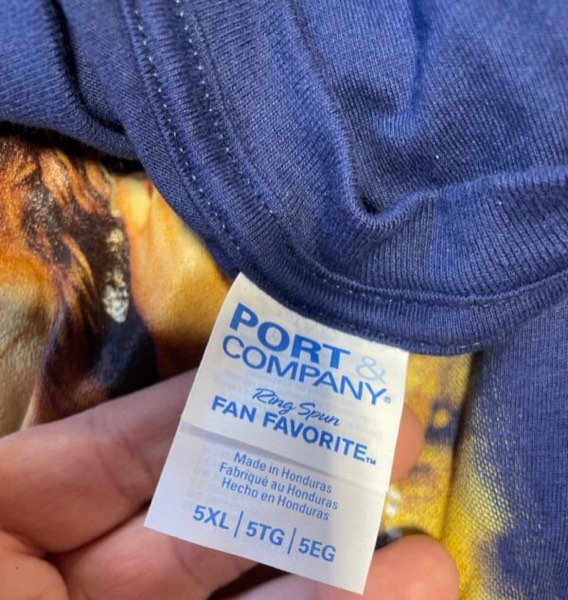 PORT &
COMPANY®
Ring Spun
FAN FAVORITE™
Made in Honduras
Fabriqué au Honduras
Hecho en Honduras
5XL | 5TG | 5EG